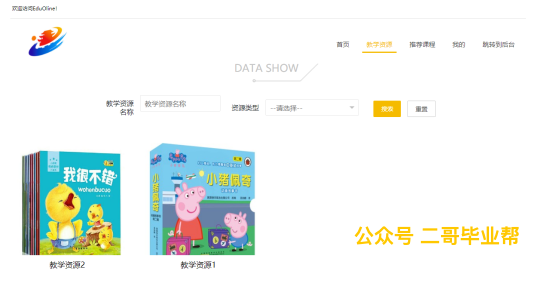 欢迎访问EduOline!
首页 教学资源 推荐课程 我的 跳转到后台
DATA SHOW
教学资源名称 教学资源名称 资源类型 ---请选择--- 搜索 重置
我很不错
wohenbucuo
小猪佩奇
小猪佩奇
公众号 二哥毕业帮
教学资源2 教学资源1